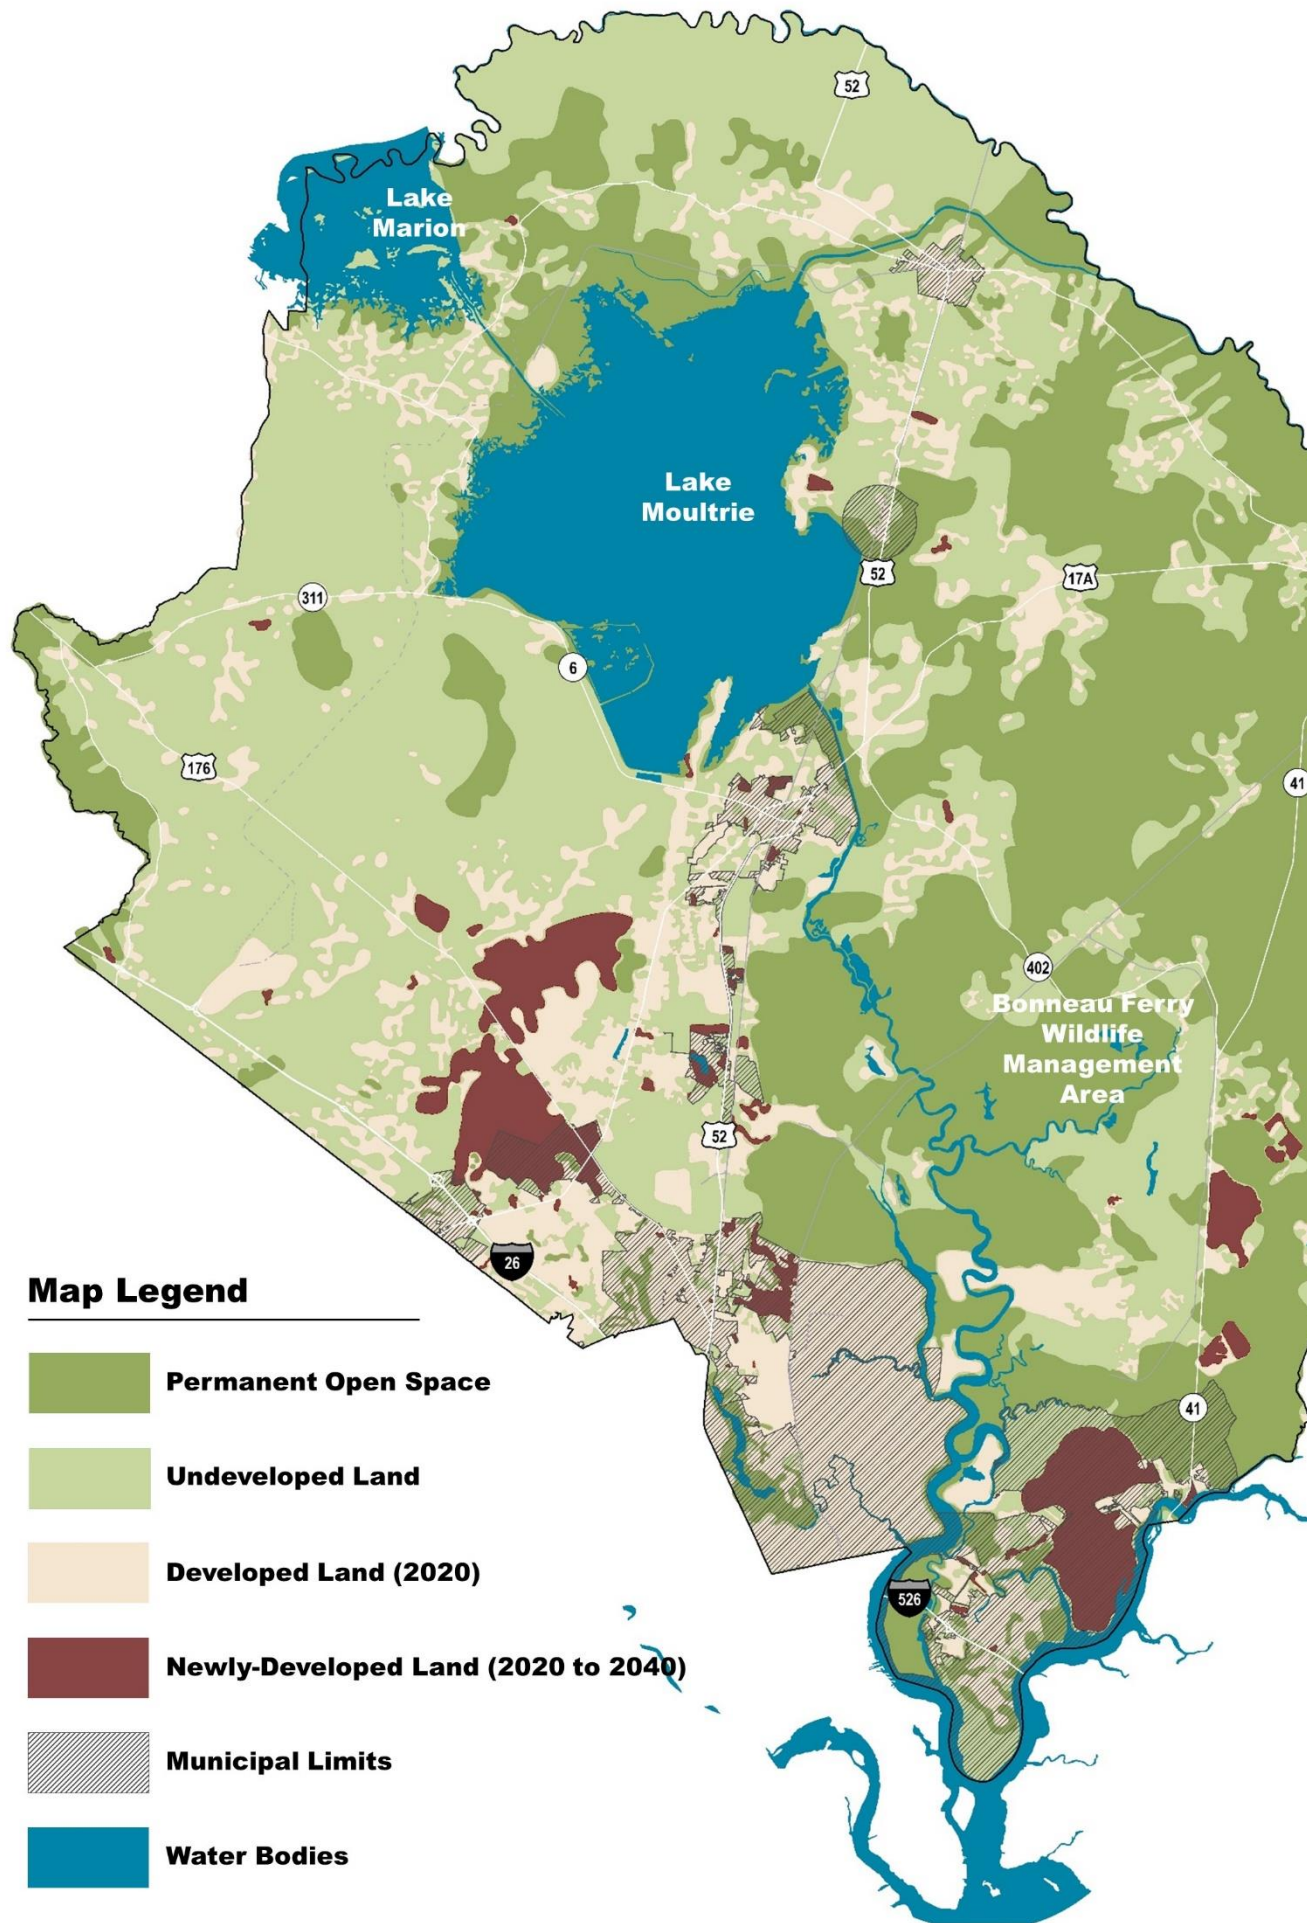 52
Lake
Marion
Lake
Moultrie
52
17A
311
6
176
41
402
Bonneau Ferry
Wildlife
Management
Area
52
26
41
526
Map Legend
Permanent Open Space
Undeveloped Land
Developed Land (2020)
Newly-Developed Land (2020 to 2040)
Municipal Limits
Water Bodies